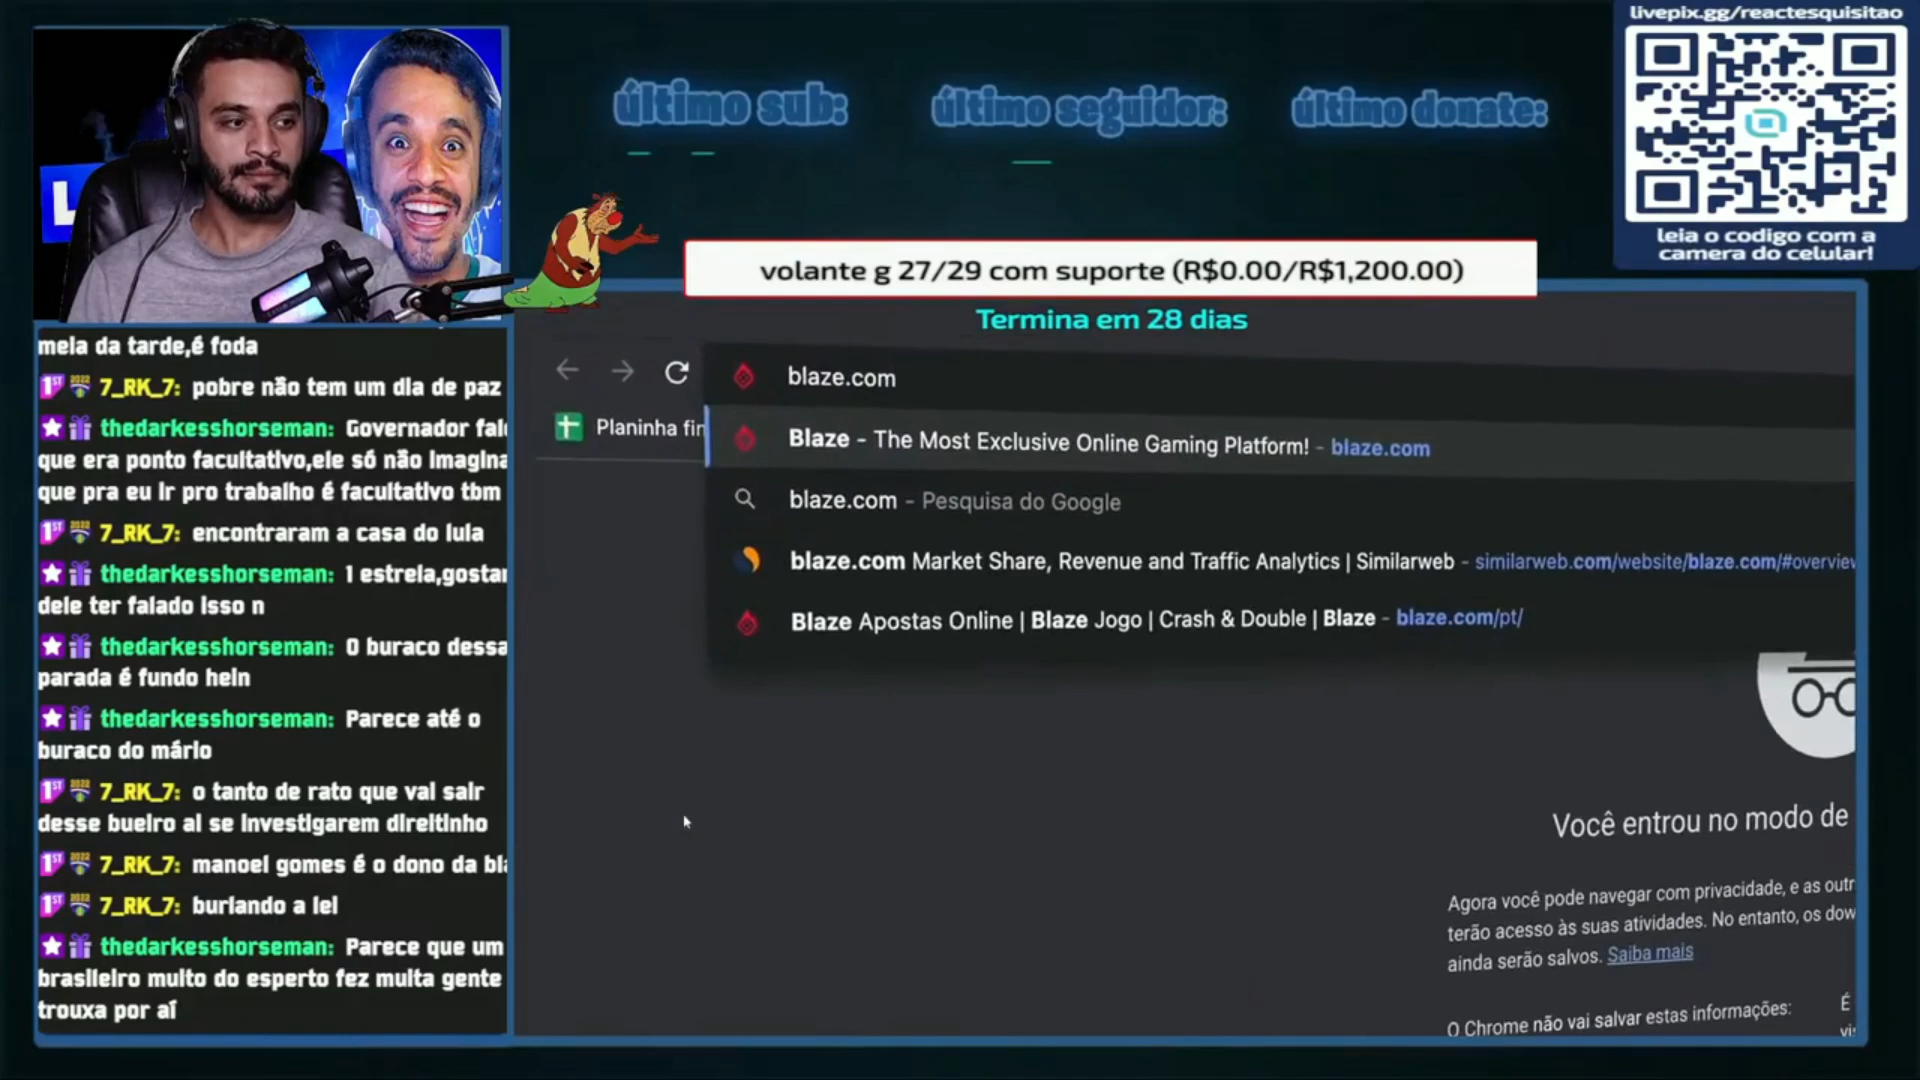 livepix.gg/reactesquisitao
último sub:
último seguidor:
último donate:
leia o codigo com a
camera do celular!
volante g 27/29 com suporte (R$0.00/R$1,200.00)
Termina em 28 dias
meia da tarde,é foda
7_RK_7: pobre não tem um dia de paz
thedarkesshorseman: Governador falo
que era ponto facultativo,ele só não imagina
que pra eu ir pro trabalho é facultativo tbm
7_RK_7: encontraram a casa do lula
thedarkesshorseman: 1 estrela,gostar
dele ter falado isso n
thedarkesshorseman: O buraco dessa
parada é fundo hein
thedarkesshorseman: Parece até o
buraco do mário
7_RK_7: o tanto de rato que vai sair
desse bueiro ai se investigarem direitinho
7_RK_7: manoel gomes é o dono da bla
7_RK_7: burlando a lei
thedarkesshorseman: Parece que um
brasileiro muito do esperto fez muita gente
trouxa por aí
blaze.com
Planinha fin
Blaze - The Most Exclusive Online Gaming Platform! - blaze.com
blaze.com - Pesquisa do Google
blaze.com Market Share, Revenue and Traffic Analytics | Similarweb - similarweb.com/website/blaze.com/#overview
Blaze Apostas Online | Blaze Jogo | Crash & Double | Blaze - blaze.com/pt/
Você entrou no modo de
Agora você pode navegar com privacidade, e as outr
terão acesso às suas atividades. No entanto, os dow
ainda serão salvos. Saiba mais
O Chrome não vai salvar estas informações:
É
vi